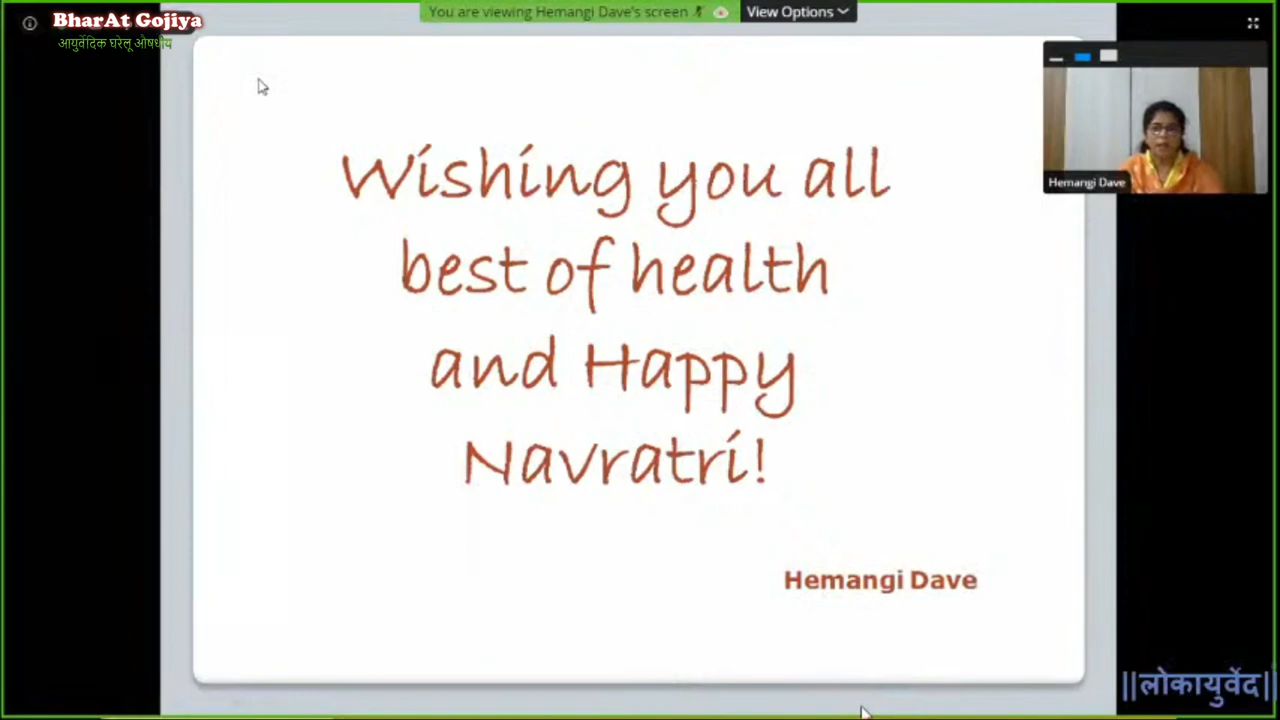 BharAt Gojiya
आयुर्वेदिक घरेलू औषधीय
You are viewing Hemangi Dave's screen
View Options
Hemangi Dave
Wishing you all
best of health
and Happy
Navratri!
Hemangi Dave
||लोकायुर्वेद||